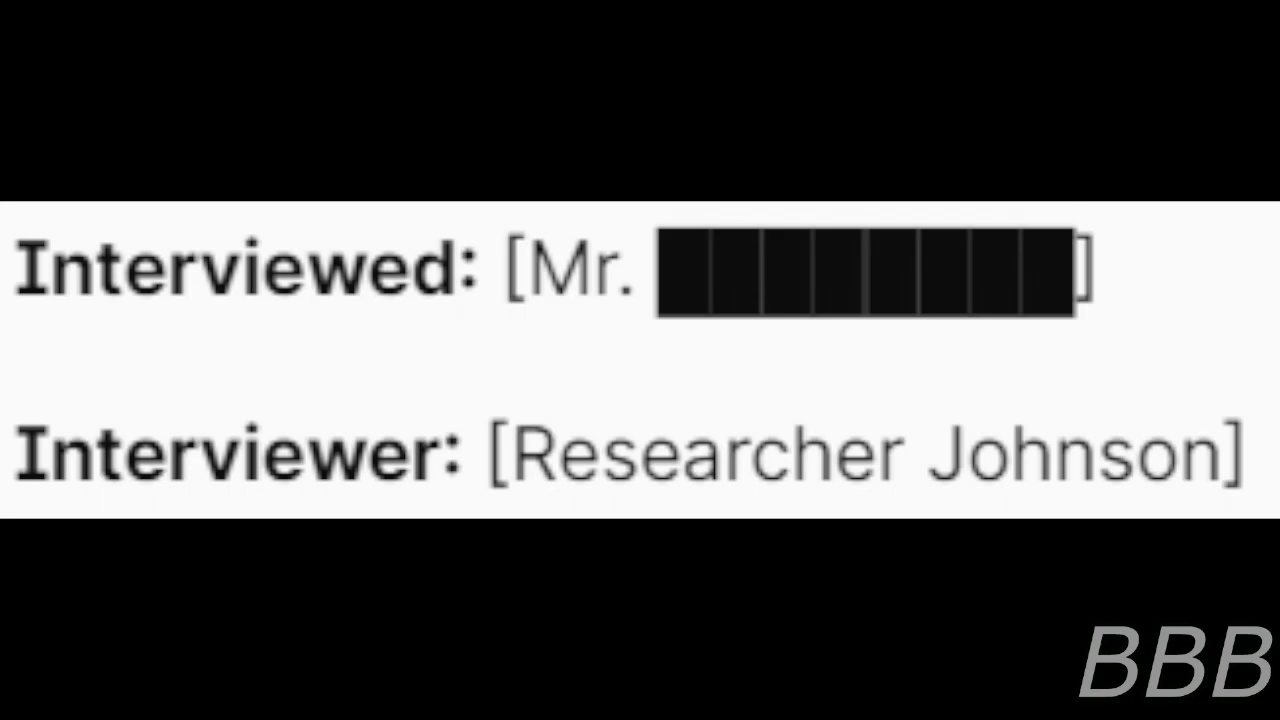 Interviewed: [Mr. ████████]
Interviewer: [Researcher Johnson]
BBB